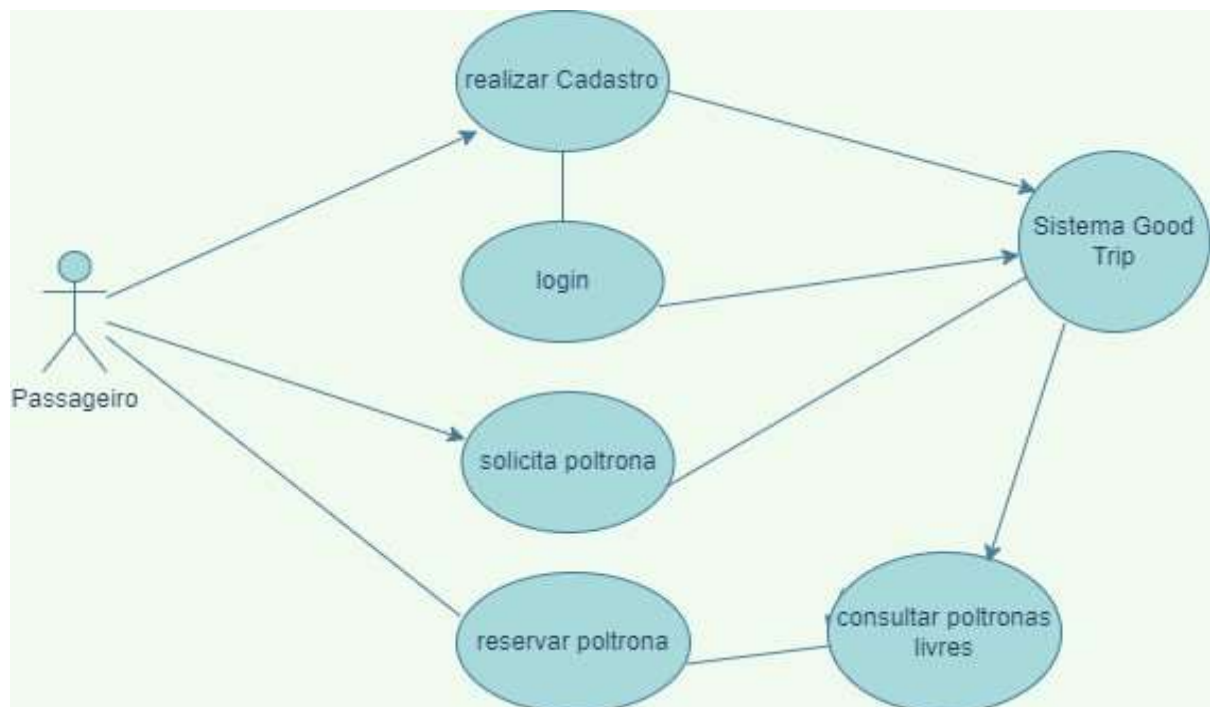 realizar Cadastro
Sistema Good
Trip
login
Passageiro
solicita poltrona
consultar poltronas
livres
reservar poltrona